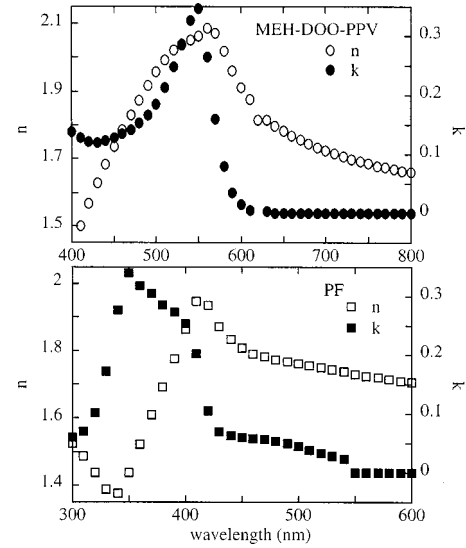 2.1
1.9
1.7
1.5
n
MEH-DOO-PPV
n
k
0.3
0.2
0.1
0
k
400 500 600 700 800
2
1.8
1.6
1.4
n
PF
n
k
0.3
0.2
0.1
0
k
300 400 500 600
wavelength (nm)